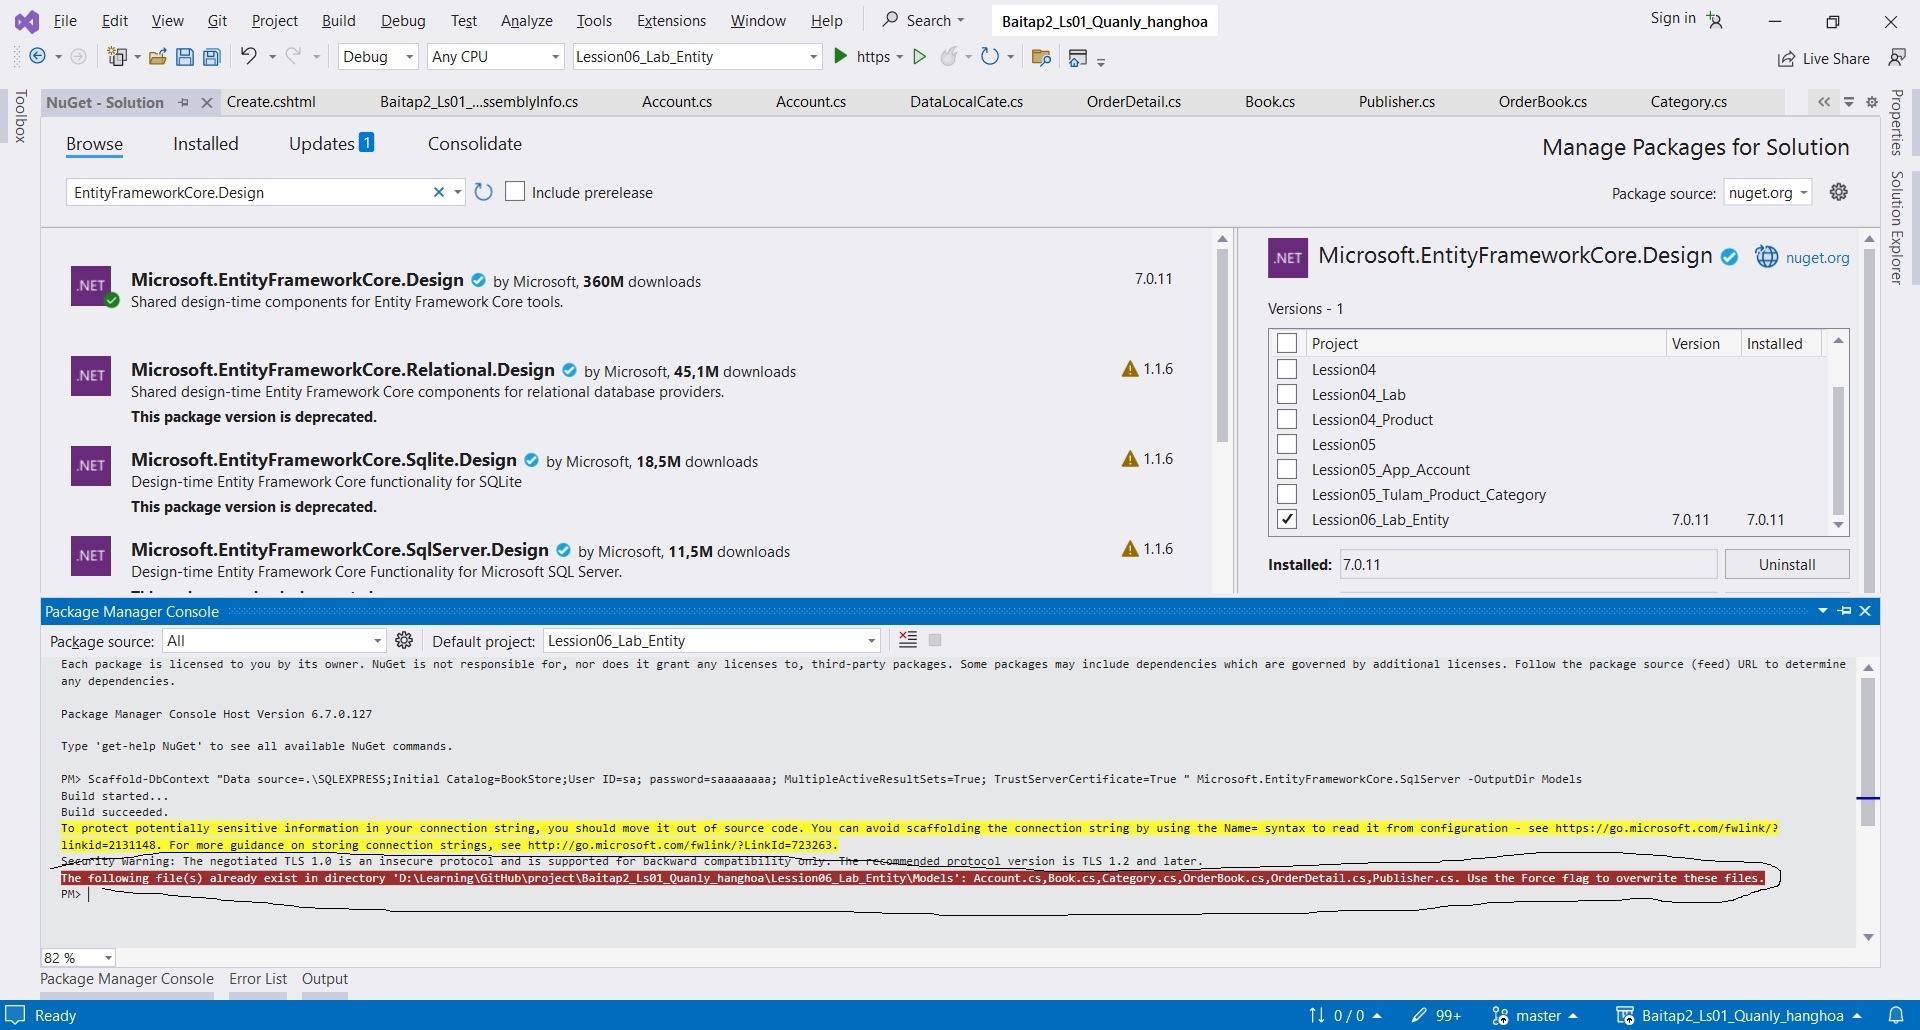 File Edit View Git Project Build Debug Test Analyze Tools Extensions Window Help Search Baitap2_Ls01_Quanly_hanghoa Sign in
Debug Any CPU Lession06_Lab_Entity https Live Share
Toolbox
NuGet - Solution Create.cshtml Baitap2_Ls01_...ssemblyInfo.cs Account.cs Account.cs DataLocalCate.cs OrderDetail.cs Book.cs Publisher.cs OrderBook.cs Category.cs
Properties
Solution Explorer
Browse Installed Updates 1 Consolidate
Manage Packages for Solution
EntityFrameworkCore.Design
Include prerelease
Package source: nuget.org
.NET
Microsoft.EntityFrameworkCore.Design by Microsoft, 360M downloads 7.0.11
Shared design-time components for Entity Framework Core tools.
.NET
Microsoft.EntityFrameworkCore.Relational.Design by Microsoft, 45,1M downloads 1.1.6
Shared design-time Entity Framework Core components for relational database providers.
This package version is deprecated.
.NET
Microsoft.EntityFrameworkCore.Sqlite.Design by Microsoft, 18,5M downloads 1.1.6
Design-time Entity Framework Core functionality for SQLite
This package version is deprecated.
.NET
Microsoft.EntityFrameworkCore.SqlServer.Design by Microsoft, 11,5M downloads 1.1.6
Design-time Entity Framework Core Functionality for Microsoft SQL Server.
.NET Microsoft.EntityFrameworkCore.Design nuget.org
Versions - 1
Project Version Installed
Lession04
Lession04_Lab
Lession04_Product
Lession05
Lession05_App_Account
Lession05_Tulam_Product_Category
Lession06_Lab_Entity 7.0.11 7.0.11
Installed: 7.0.11 Uninstall
Package Manager Console
Package source: All Default project: Lession06_Lab_Entity
Each package is licensed to you by its owner. NuGet is not responsible for, nor does it grant any licenses to, third-party packages. Some packages may include dependencies which are governed by additional licenses. Follow the package source (feed) URL to determine
any dependencies.
Package Manager Console Host Version 6.7.0.127
Type 'get-help NuGet' to see all available NuGet commands.
PM> Scaffold-DbContext "Data source=.\SQLEXPRESS;Initial Catalog=BookStore;User ID=sa; password=saaaaaaaa; MultipleActiveResultSets=True; TrustServerCertificate=True " Microsoft.EntityFrameworkCore.SqlServer -OutputDir Models
Build started...
Build succeeded.
To protect potentially sensitive information in your connection string, you should move it out of source code. You can avoid scaffolding the connection string by using the Name= syntax to read it from configuration - see https://go.microsoft.com/fwlink/?
linkid=2131148. For more guidance on storing connection strings, see http://go.microsoft.com/fwlink/?LinkId=723263.
Security Warning: The negotiated TLS 1.0 is an insecure protocol and is supported for backward compatibility only. The recommended protocol version is TLS 1.2 and later.
The following file(s) already exist in directory 'D:\Learning\GitHub\project\Baitap2_Ls01_Quanly_hanghoa\Lession06_Lab_Entity\Models': Account.cs,Book.cs,Category.cs,OrderBook.cs,OrderDetail.cs,Publisher.cs. Use the Force flag to overwrite these files.
PM>
82 %
Package Manager Console Error List Output
Ready 0 / 0 99+ master Baitap2_Ls01_Quanly_hanghoa